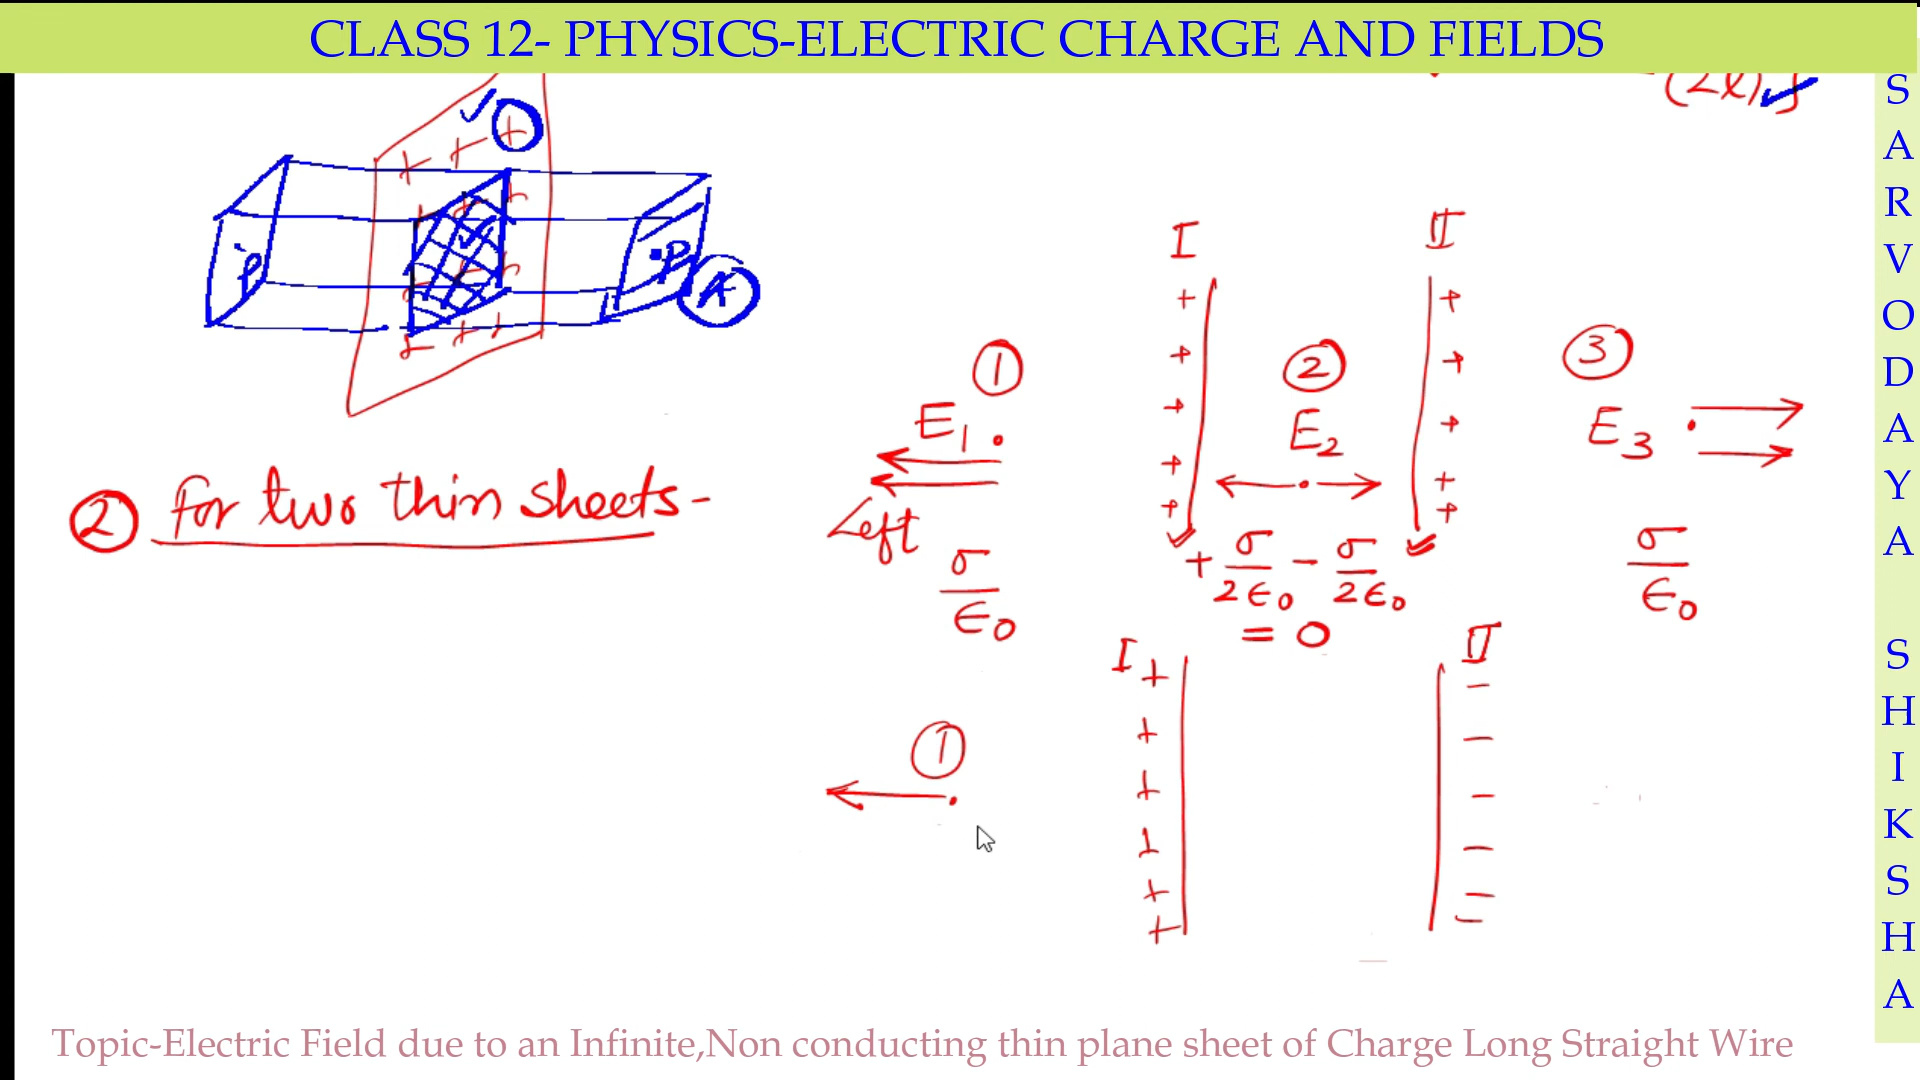 CLASS 12- PHYSICS-ELECTRIC CHARGE AND FIELDS
SARVODAYA SHIKSHA
+ + +
P
P
A
② For two thin sheets-
I II
① ② ③
E₁ E₂ E₃
Left
σ/ϵ₀
+ σ/2ϵ₀ − σ/2ϵ₀
= 0
σ/ϵ₀
I II
①
Topic-Electric Field due to an Infinite,Non conducting thin plane sheet of Charge Long Straight Wire